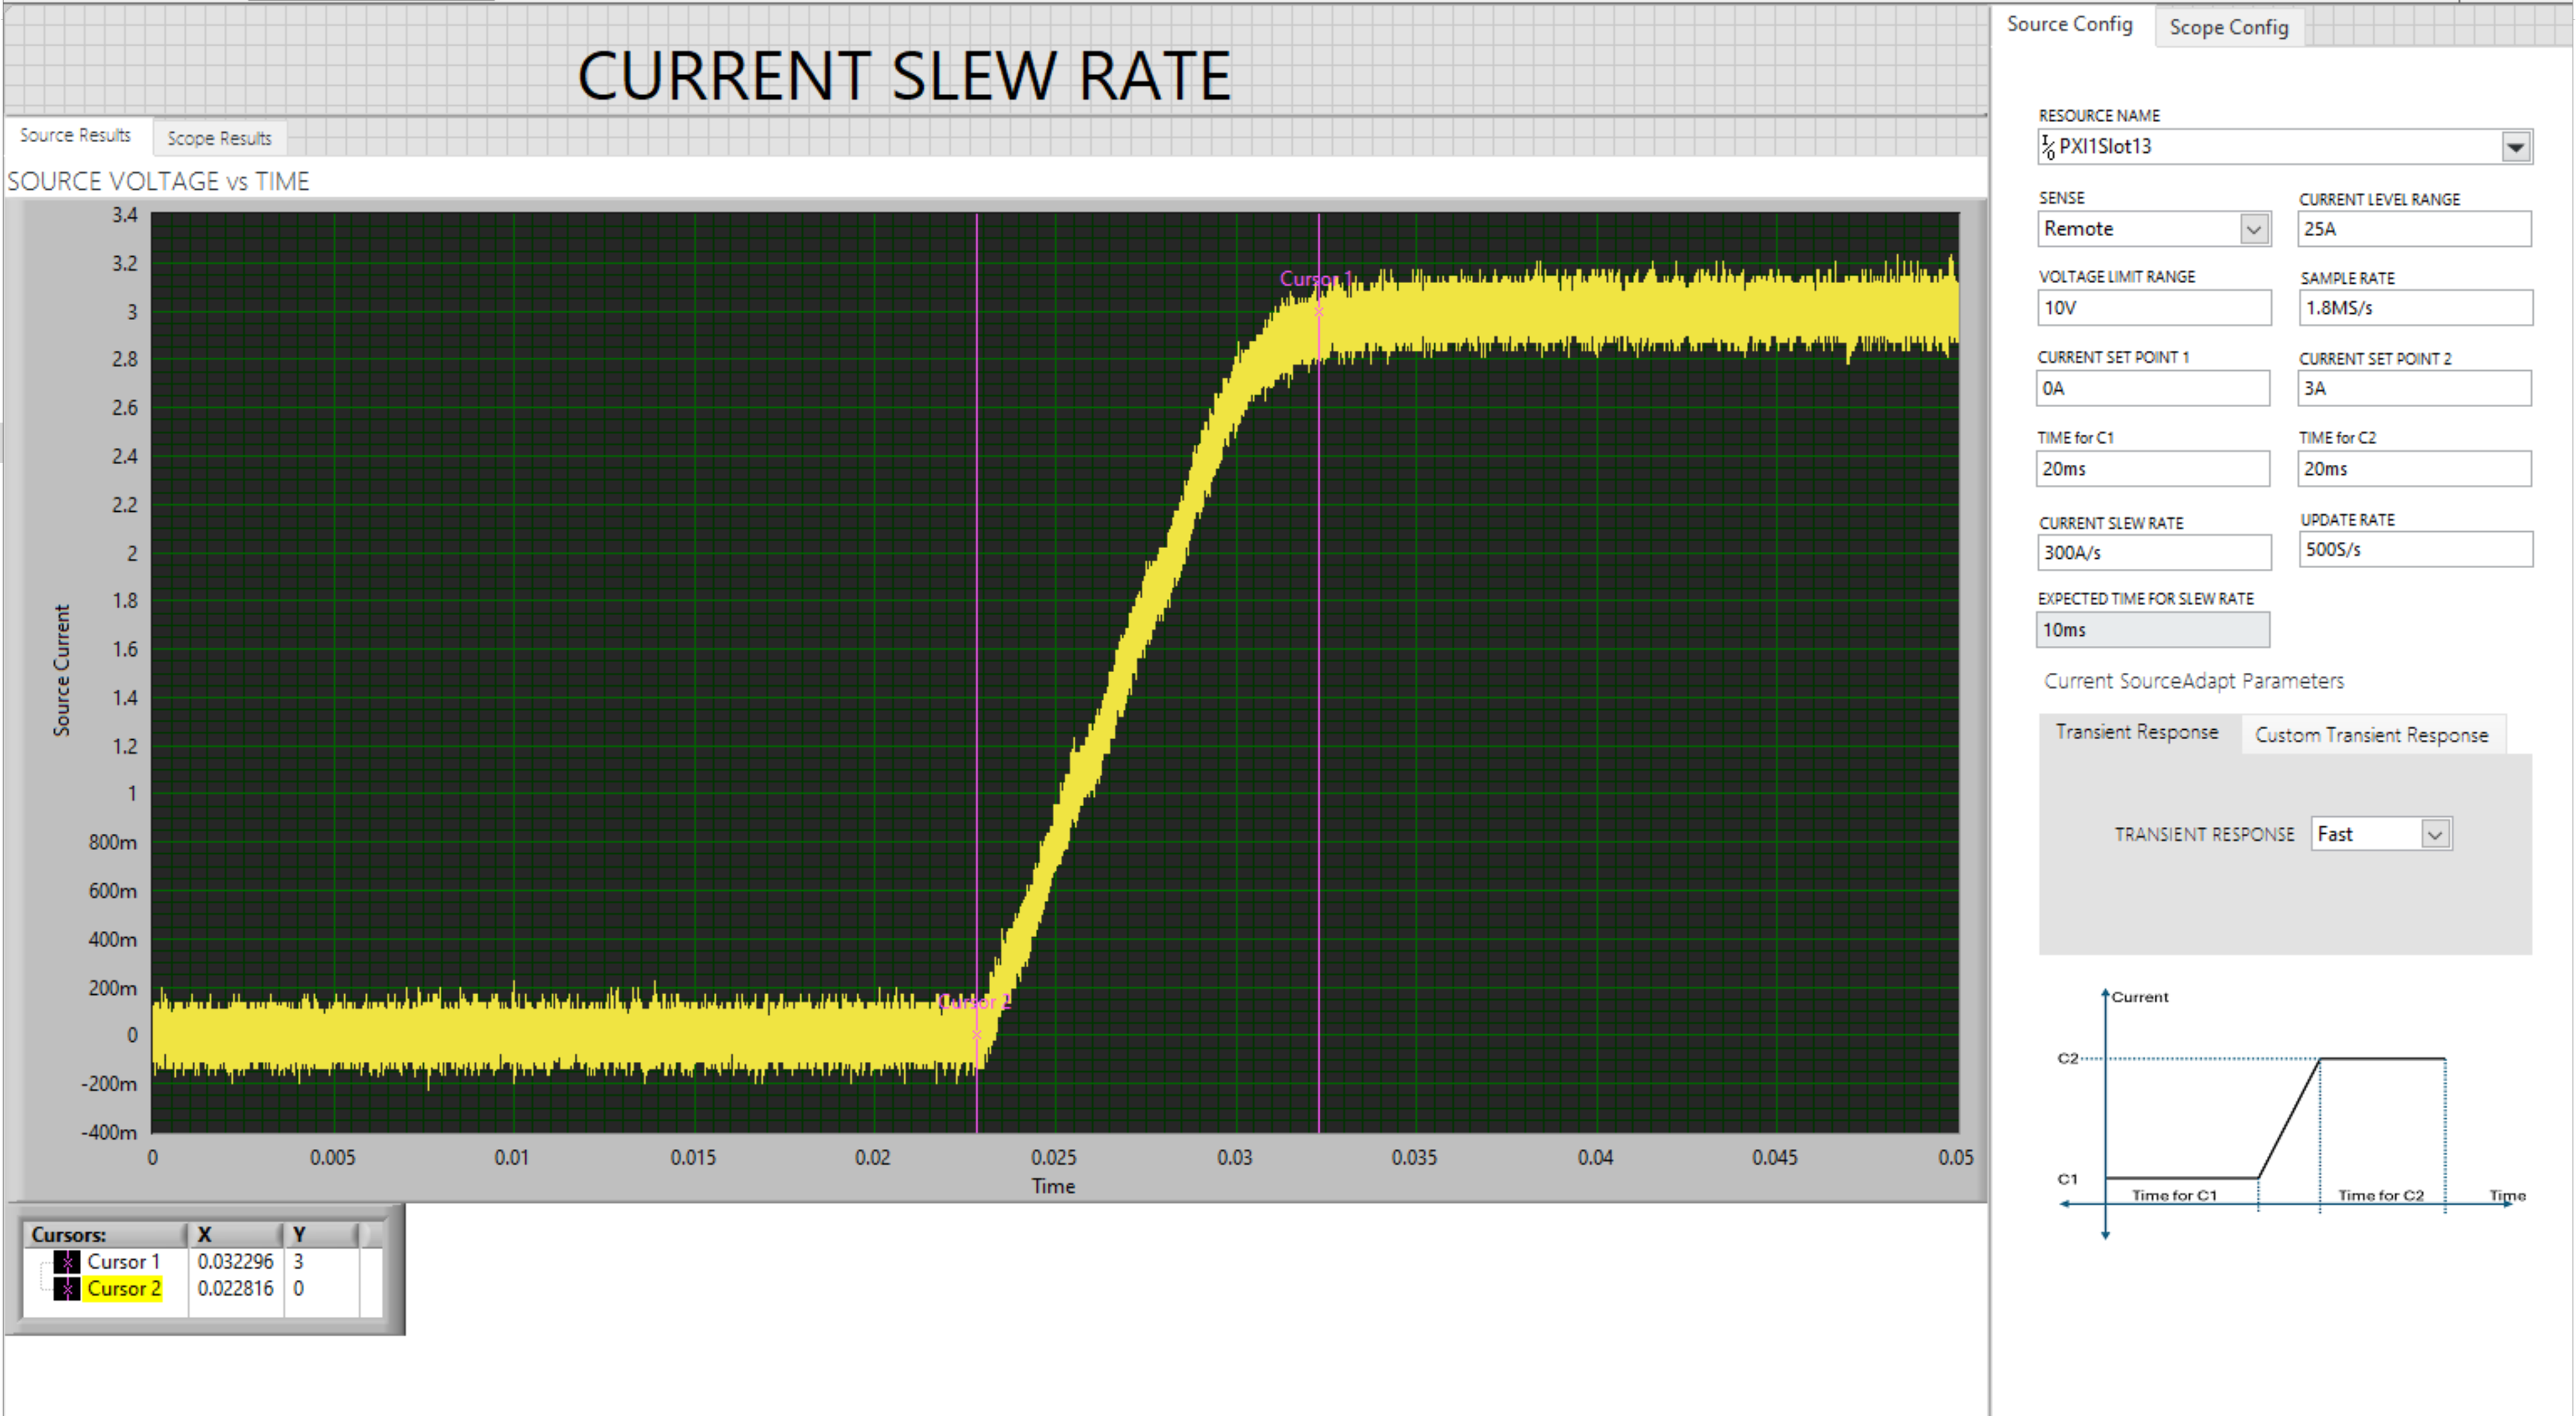 CURRENT SLEW RATE
Source Results
Scope Results
SOURCE VOLTAGE vs TIME
3.4
3.2
3
2.8
2.6
2.4
2.2
2
1.8
1.6
1.4
1.2
1
800m
600m
400m
200m
0
-200m
-400m
Source Current
Cursor 1
Cursor 2
0 0.005 0.01 0.015 0.02 0.025 0.03 0.035 0.04 0.045 0.05
Time
Cursors: X Y
Cursor 1 0.032296 3
Cursor 2 0.022816 0
Source Config
Scope Config
RESOURCE NAME
PXI1Slot13
SENSE CURRENT LEVEL RANGE
Remote 25A
VOLTAGE LIMIT RANGE SAMPLE RATE
10V 1.8MS/s
CURRENT SET POINT 1 CURRENT SET POINT 2
0A 3A
TIME for C1 TIME for C2
20ms 20ms
CURRENT SLEW RATE UPDATE RATE
300A/s 500S/s
EXPECTED TIME FOR SLEW RATE
10ms
Current SourceAdapt Parameters
Transient Response
Custom Transient Response
TRANSIENT RESPONSE Fast
Current
C2
C1
Time for C1 Time for C2 Time